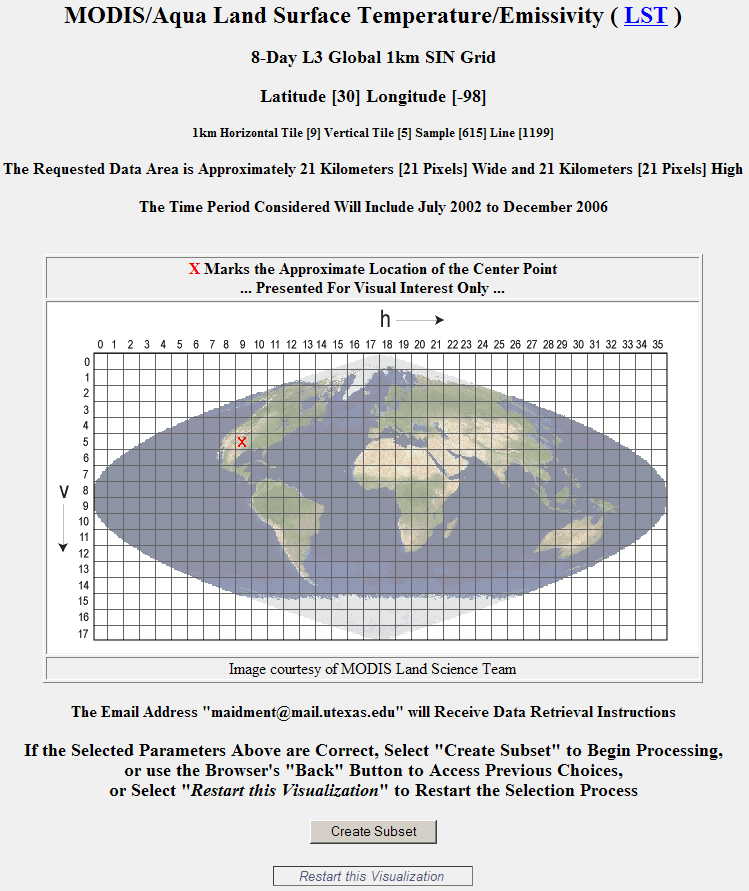 MODIS/Aqua Land Surface Temperature/Emissivity ( LST )
8-Day L3 Global 1km SIN Grid
Latitude [30] Longitude [-98]
1km Horizontal Tile [9] Vertical Tile [5] Sample [615] Line [1199]
The Requested Data Area is Approximately 21 Kilometers [21 Pixels] Wide and 21 Kilometers [21 Pixels] High
The Time Period Considered Will Include July 2002 to December 2006
X Marks the Approximate Location of the Center Point
... Presented For Visual Interest Only ...
h
0 1 2 3 4 5 6 7 8 9 10 11 12 13 14 15 16 17 18 19 20 21 22 23 24 25 26 27 28 29 30 31 32 33 34 35
0
1
2
3
4
5
X
6
7
v
8
9
10
11
12
13
14
15
16
17
Image courtesy of MODIS Land Science Team
The Email Address "maidment@mail.utexas.edu" will Receive Data Retrieval Instructions
If the Selected Parameters Above are Correct, Select "Create Subset" to Begin Processing,
or use the Browser's "Back" Button to Access Previous Choices,
or Select "Restart this Visualization" to Restart the Selection Process
Create Subset
Restart this Visualization